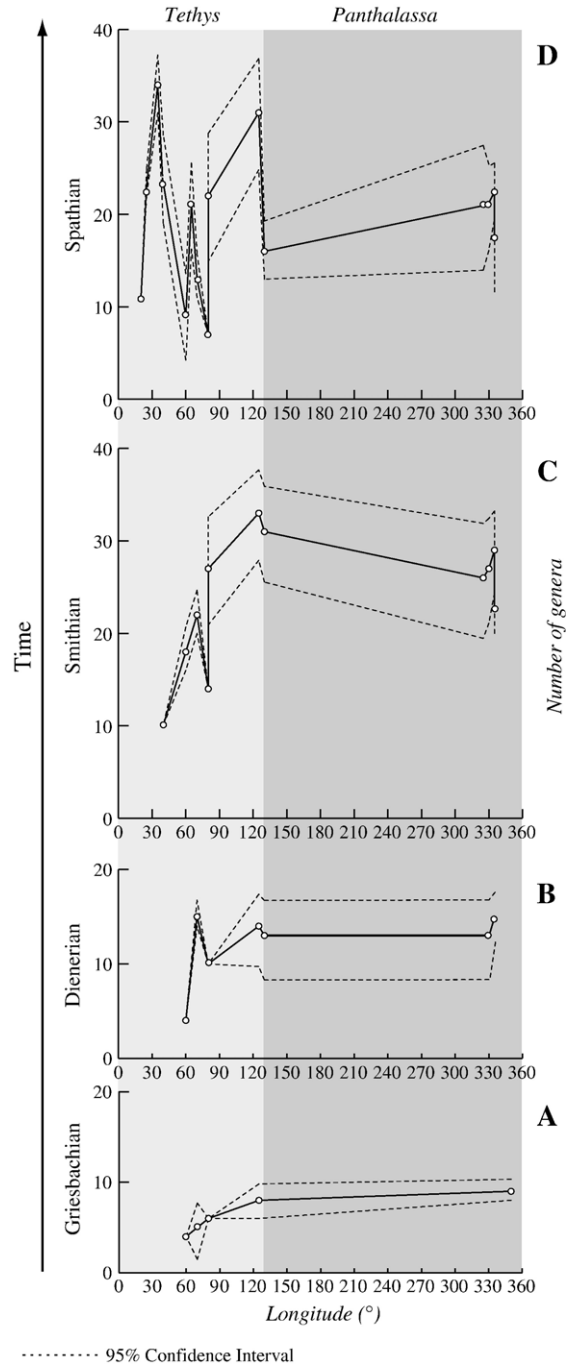 Tethys Panthalassa
D
40
30
20
10
0
Spathian
0 30 60 90 120 150 180 210 240 270 300 330 360
C
40
30
20
10
0
Smithian
0 30 60 90 120 150 180 210 240 270 300 330 360
Time
Number of genera
B
20
10
0
Dienerian
0 30 60 90 120 150 180 210 240 270 300 330 360
A
20
10
0
Griesbachian
0 30 60 90 120 150 180 210 240 270 300 330 360
Longitude (°)
95% Confidence Interval